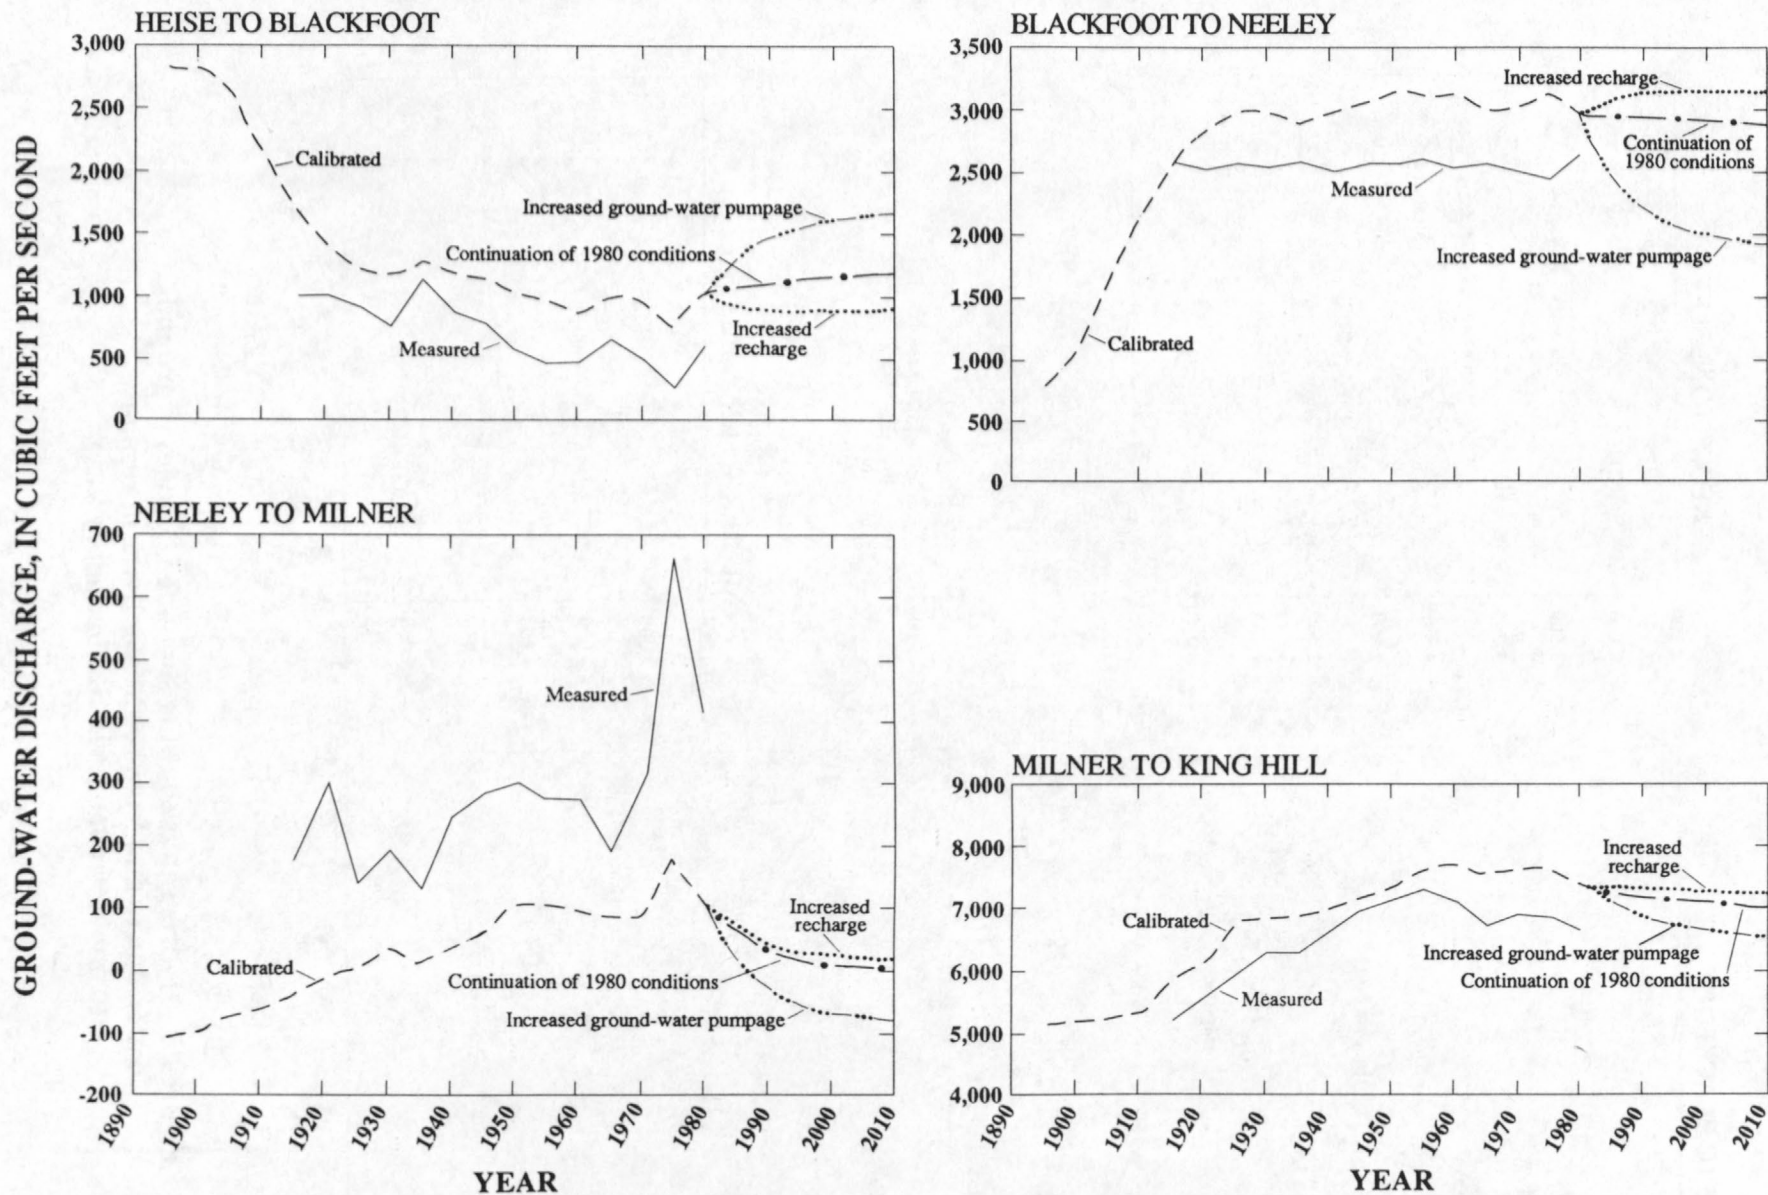 GROUND-WATER DISCHARGE, IN CUBIC FEET PER SECOND
HEISE TO BLACKFOOT
3,000
2,500
2,000
1,500
1,000
500
0
Calibrated
Increased ground-water pumpage
Continuation of 1980 conditions
Measured
Increased
recharge
BLACKFOOT TO NEELEY
3,500
3,000
2,500
2,000
1,500
1,000
500
0
Increased recharge
Continuation of
1980 conditions
Measured
Increased ground-water pumpage
Calibrated
NEELEY TO MILNER
700
600
500
400
300
200
100
0
-100
-200
Measured
Increased
recharge
Calibrated
Continuation of 1980 conditions
Increased ground-water pumpage
1890 1900 1910 1920 1930 1940 1950 1960 1970 1980 1990 2000 2010
YEAR
MILNER TO KING HILL
9,000
8,000
7,000
6,000
5,000
4,000
Increased
recharge
Calibrated
Increased ground-water pumpage
Continuation of 1980 conditions
Measured
1890 1900 1910 1920 1930 1940 1950 1960 1970 1980 1990 2000 2010
YEAR